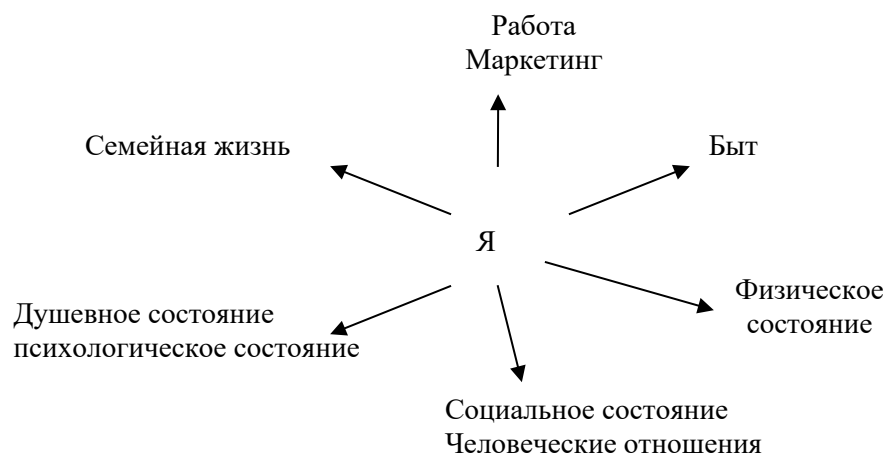 Работа
Маркетинг
Семейная жизнь
Быт
Я
Физическое
состояние
Душевное состояние
психологическое состояние
Социальное состояние
Человеческие отношения